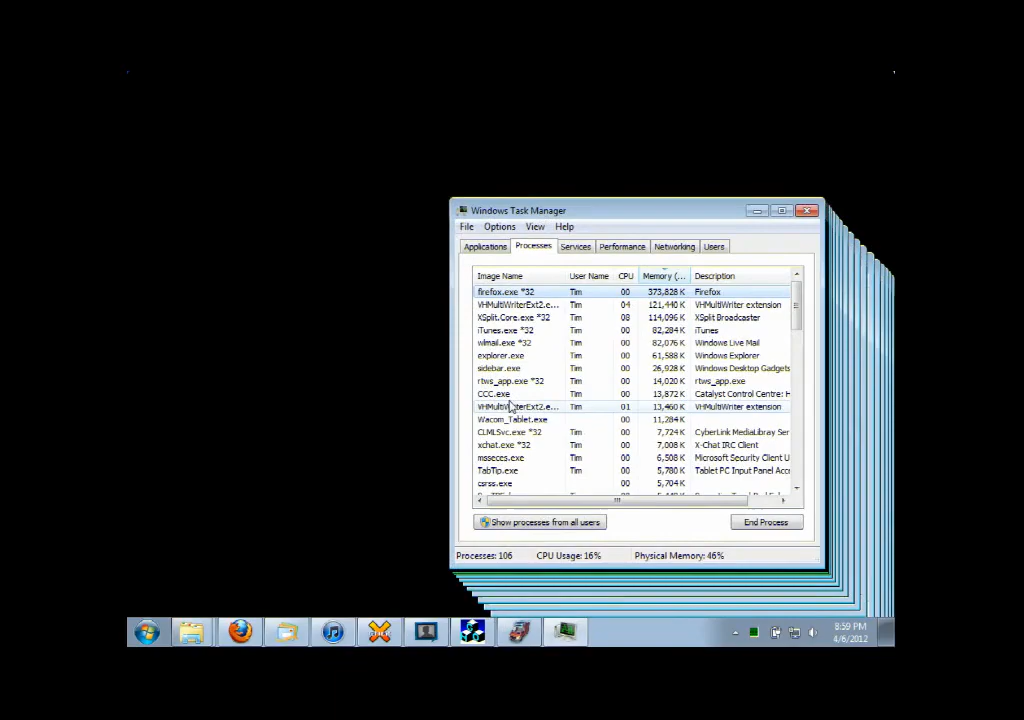 Windows Task Manager
File Options View Help
Applications Processes Services Performance Networking Users
Image Name User Name CPU Memory (... Description
firefox.exe *32 Tim 00 373,828 K Firefox
VHMultiWriterExt2.e... Tim 04 121,440 K VHMultiWriter extension
XSplit.Core.exe *32 Tim 08 114,096 K XSplit Broadcaster
iTunes.exe *32 Tim 00 82,284 K iTunes
wlmail.exe *32 Tim 00 82,076 K Windows Live Mail
explorer.exe Tim 00 61,588 K Windows Explorer
sidebar.exe Tim 00 26,928 K Windows Desktop Gadgets
rtws_app.exe *32 Tim 00 14,020 K rtws_app.exe
CCC.exe Tim 00 13,872 K Catalyst Control Centre: H
VHMultiWriterExt2.e... Tim 01 13,460 K VHMultiWriter extension
Wacom_Tablet.exe 00 11,284 K
CLMLSvc.exe *32 Tim 00 7,724 K CyberLink MediaLibray Ser
xchat.exe *32 Tim 00 7,008 K X-Chat IRC Client
msseces.exe Tim 00 6,508 K Microsoft Security Client U
TabTip.exe Tim 00 5,780 K Tablet PC Input Panel Acce
csrss.exe 00 5,704 K
Show processes from all users End Process
Processes: 106 CPU Usage: 16% Physical Memory: 46%
8:59 PM
4/6/2012